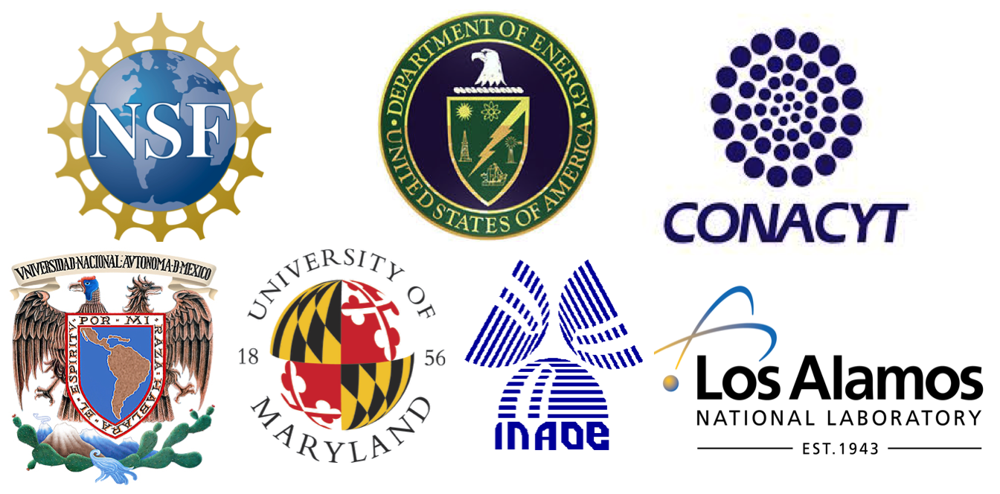 NSF
DEPARTMENT OF ENERGY
UNITED STATES OF AMERICA
CONACYT
VNIVERSIDAD·NACIONAL·AVTONOMA·D·MEXICO
POR·MI·RAZA·HABLARA·EL·ESPIRITV·
UNIVERSITY OF
18 56
MARYLAND
INAOE
Los Alamos
NATIONAL LABORATORY
EST.1943